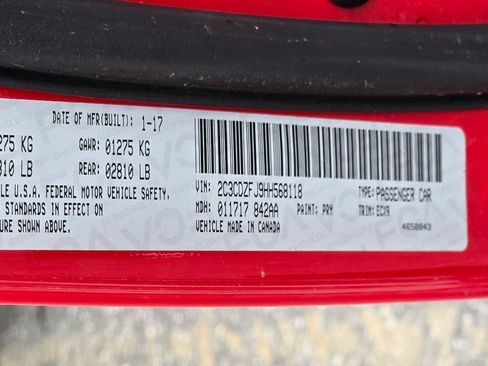 DATE OF MFR(BUILT): 1-17
275 KG GAWR: 01275 KG
810 LB REAR: 02810 LB
LE U.S.A. FEDERAL MOTOR VEHICLE SAFETY,
STANDARDS IN EFFECT ON
URE SHOWN ABOVE.
VIN: 2C3CDZFJ9HH568118 TYPE: PASSENGER CAR
MDH: 011717 842AA PAINT: PRY TRIM: ECX9
VEHICLE MADE IN CANADA
4658843